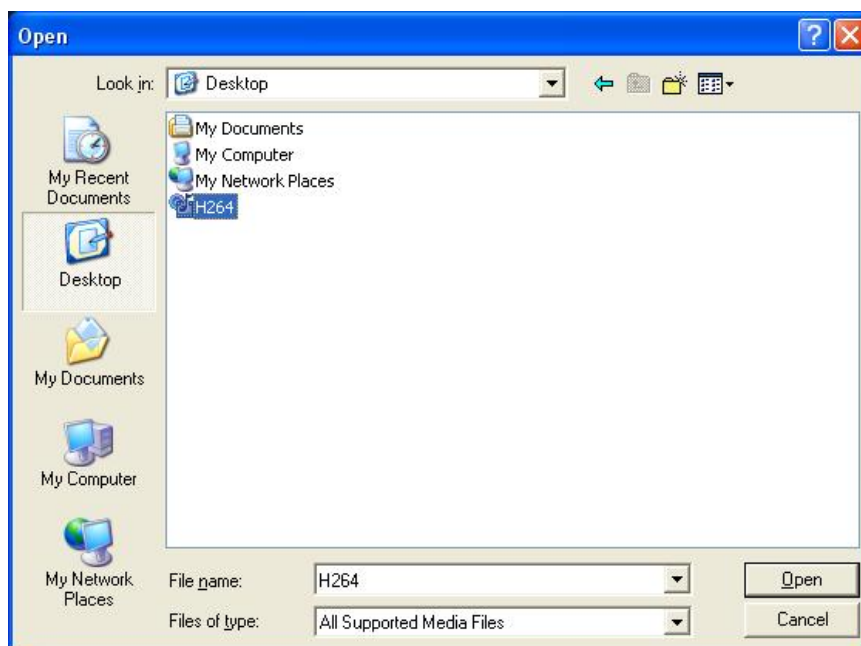 Open
Look in:
Desktop
My Recent
Documents
Desktop
My Documents
My Computer
My Network
Places
My Documents
My Computer
My Network Places
H264
File name:
H264
Open
Files of type:
All Supported Media Files
Cancel